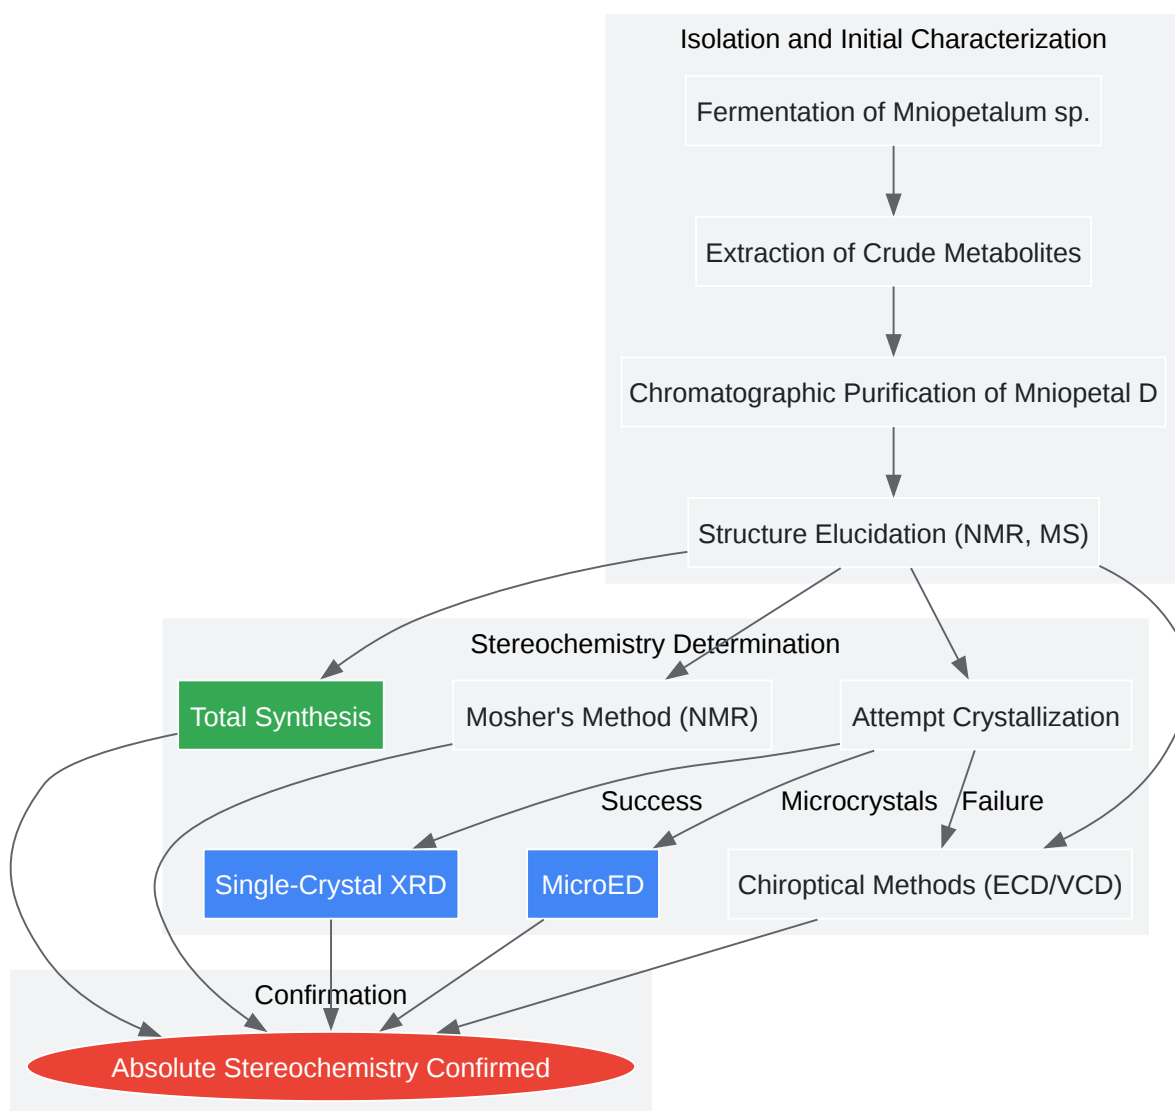 Isolation and Initial Characterization
Fermentation of Mniopetalum sp.
Extraction of Crude Metabolites
Chromatographic Purification of Mniopetal D
Structure Elucidation (NMR, MS)
Stereochemistry Determination
Total Synthesis
Mosher's Method (NMR)
Attempt Crystallization
Success
Microcrystals
Failure
Single-Crystal XRD
MicroED
Chiroptical Methods (ECD/VCD)
Confirmation
Absolute Stereochemistry Confirmed